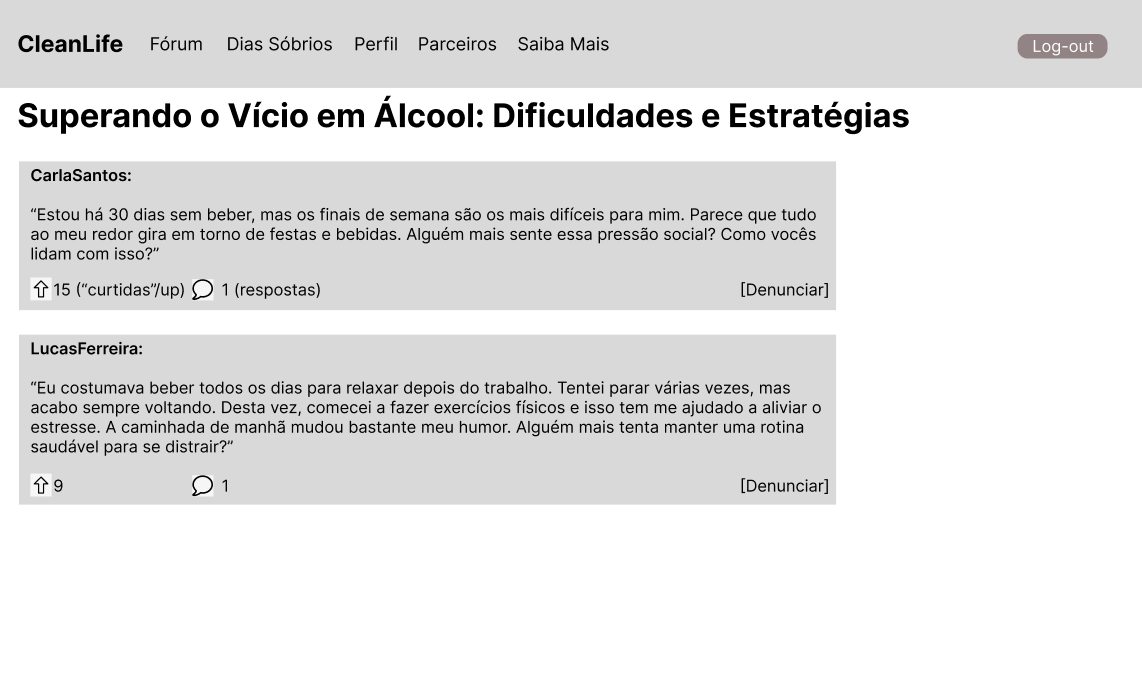 CleanLife Fórum Dias Sóbrios Perfil Parceiros Saiba Mais Log-out
Superando o Vício em Álcool: Dificuldades e Estratégias
CarlaSantos:
“Estou há 30 dias sem beber, mas os finais de semana são os mais difíceis para mim. Parece que tudo
ao meu redor gira em torno de festas e bebidas. Alguém mais sente essa pressão social? Como vocês
lidam com isso?”
15 (“curtidas”/up) 1 (respostas) [Denunciar]
LucasFerreira:
“Eu costumava beber todos os dias para relaxar depois do trabalho. Tentei parar várias vezes, mas
acabo sempre voltando. Desta vez, comecei a fazer exercícios físicos e isso tem me ajudado a aliviar o
estresse. A caminhada de manhã mudou bastante meu humor. Alguém mais tenta manter uma rotina
saudável para se distrair?”
9 1 [Denunciar]